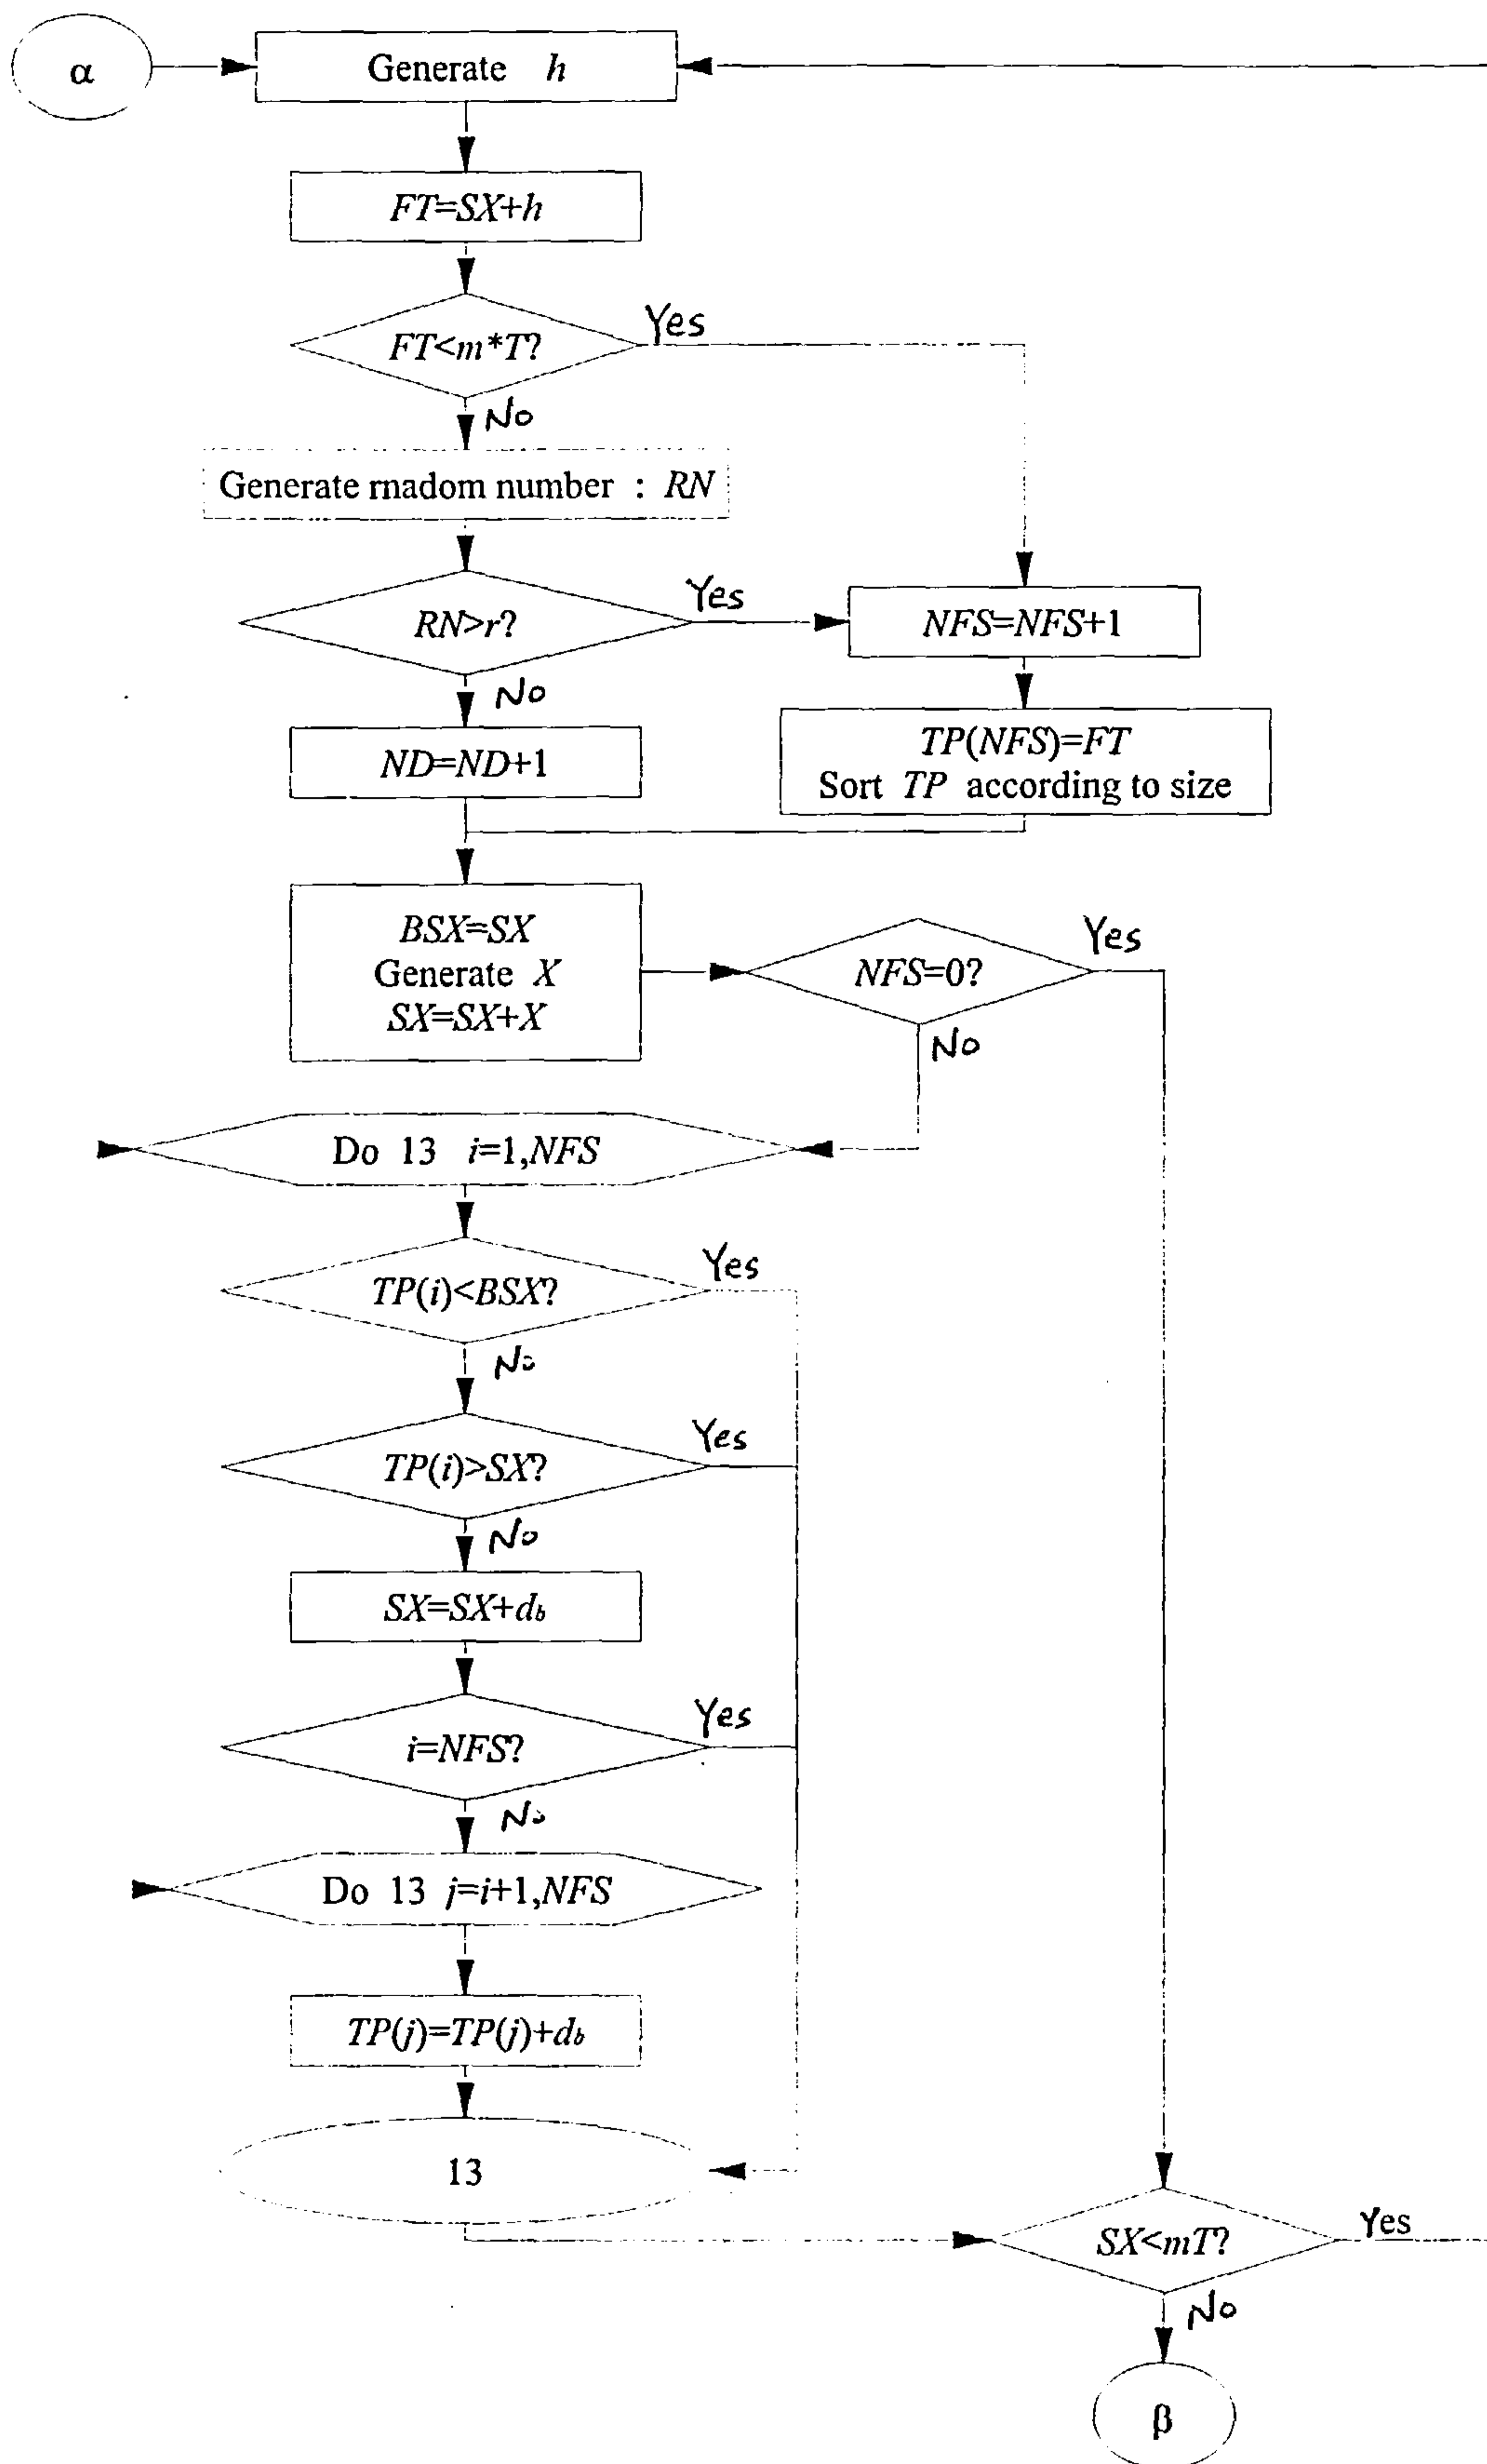 α
Generate h
FT=SX+h
FT<m*T?
Yes
No
Generate rnadom number : RN
RN>r?
Yes
NFS=NFS+1
No
ND=ND+1
TP(NFS)=FT
Sort TP according to size
BSX=SX
Generate X
SX=SX+X
NFS=0?
Yes
No
Do 13 i=1,NFS
TP(i)<BSX?
Yes
No
TP(i)>SX?
Yes
No
SX=SX+db
i=NFS?
Yes
No
Do 13 j=i+1,NFS
TP(j)=TP(j)+db
13
SX<mT?
Yes
No
β